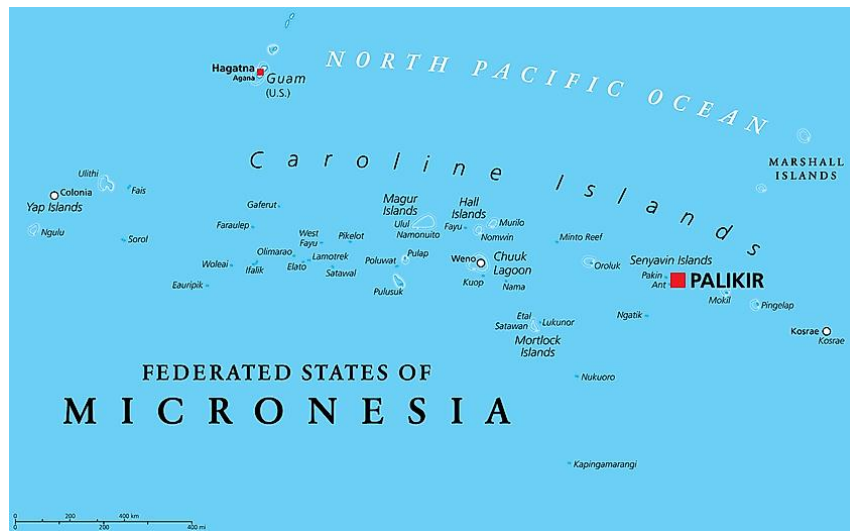 NORTH PACIFIC OCEAN
Hagatna
Agana
Guam
(U.S.)
MARSHALL
ISLANDS
Caroline Islands
Ulithi
Fais
Colonia
Yap Islands
Ngulu
Sorol
Gaferut
Faraulep
West
Fayu
Pikelot
Olimarao
Lamotrek
Woleai
Ifalik
Elato
Satawal
Eauripik
Magur
Islands
Ulul
Namonuito
Hall
Islands
Fayu
Murilo
Nomwin
Poluwat
Pulap
Pulusuk
Weno
Chuuk
Lagoon
Kuop
Nama
Minto Reef
Oroluk
Senyavin Islands
Pakin
Ant
PALIKIR
Mokil
Pingelap
Kosrae
Kosrae
Etal
Satawan
Lukunor
Mortlock
Islands
Ngatik
Nukuoro
Kapingamarangi
FEDERATED STATES OF
MICRONESIA
200 400 km
200 400 mi